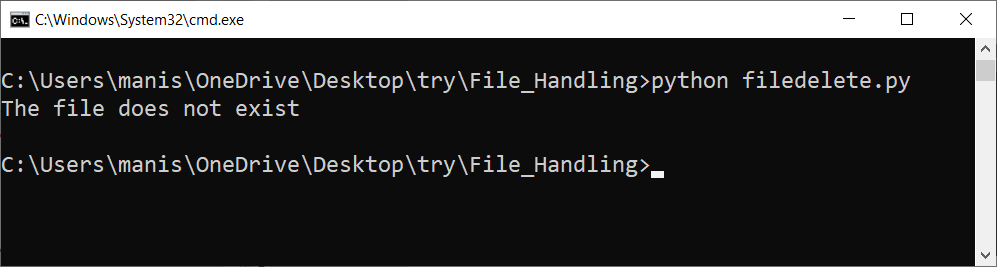 C:\Windows\System32\cmd.exe
C:\Users\manis\OneDrive\Desktop\try\File_Handling>python filedelete.py
The file does not exist
C:\Users\manis\OneDrive\Desktop\try\File_Handling>